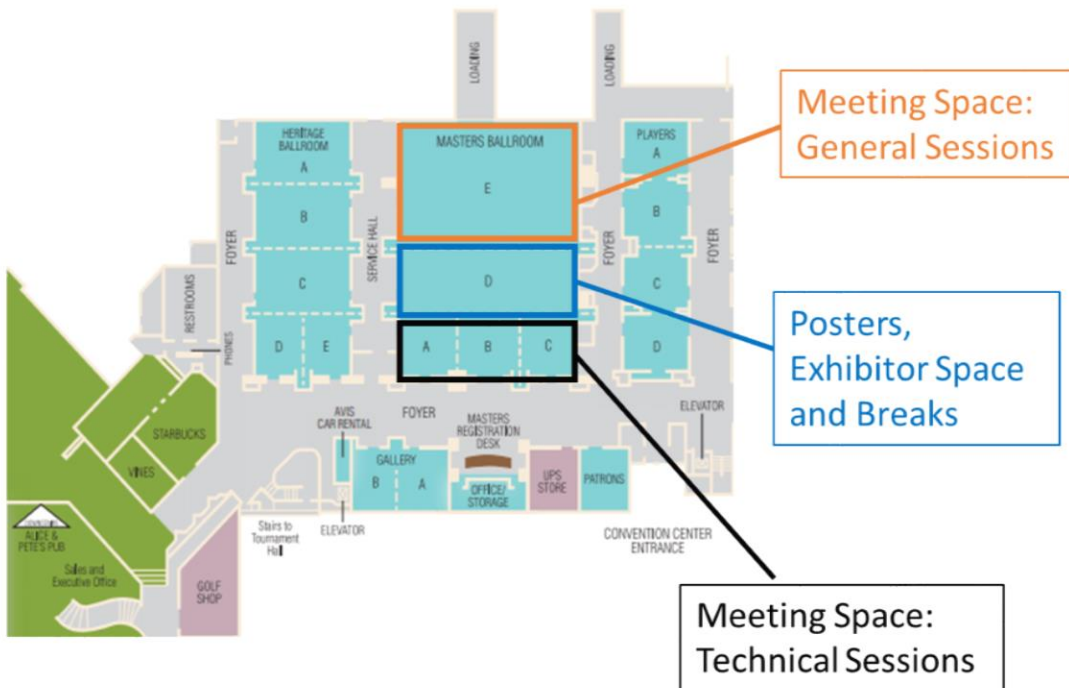 LOADING
LOADING
Meeting Space:
General Sessions
HERITAGE
BALLROOM
A
MASTERS BALLROOM
E
PLAYERS
A
B
B
FOYER
SERVICE HALL
FOYER
FOYER
RESTROOMS
C
D
C
Posters,
Exhibitor Space
and Breaks
PHONES
D
E
A
B
C
D
AVIS
CAR RENTAL
FOYER
MASTERS
REGISTRATION
DESK
ELEVATOR
STARBUCKS
VINES
GALLERY
B
A
OFFICE/
STORAGE
UPS
STORE
PATRONS
Stairs to
Tournament
Hall
ELEVATOR
CONVENTION CENTER
ENTRANCE
ALICE &
PETE'S PUB
Sales and
Executive Office
GOLF
SHOP
Meeting Space:
Technical Sessions